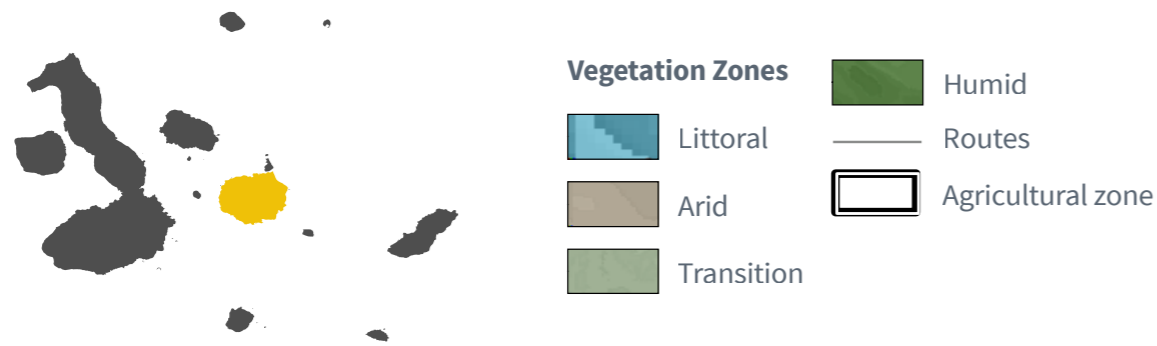 Vegetation Zones
Littoral
Arid
Transition
Humid
Routes
Agricultural zone